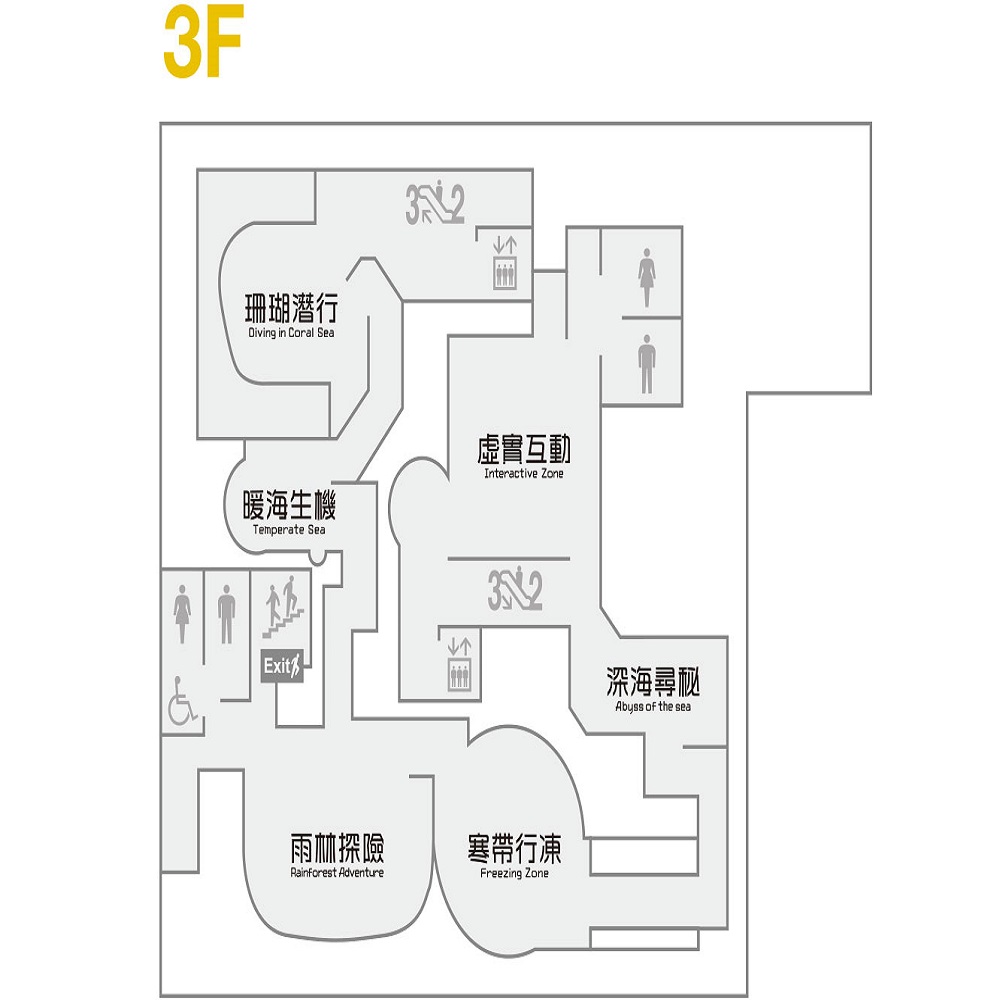 3F
3 2
珊瑚潛行
Diving in Coral Sea
虛實互動
Interactive Zone
暖海生機
Temperate Sea
3 2
Exit
深海尋秘
Abyss of the sea
雨林探險
Rainforest Adventure
寒帶行凍
Freezing Zone